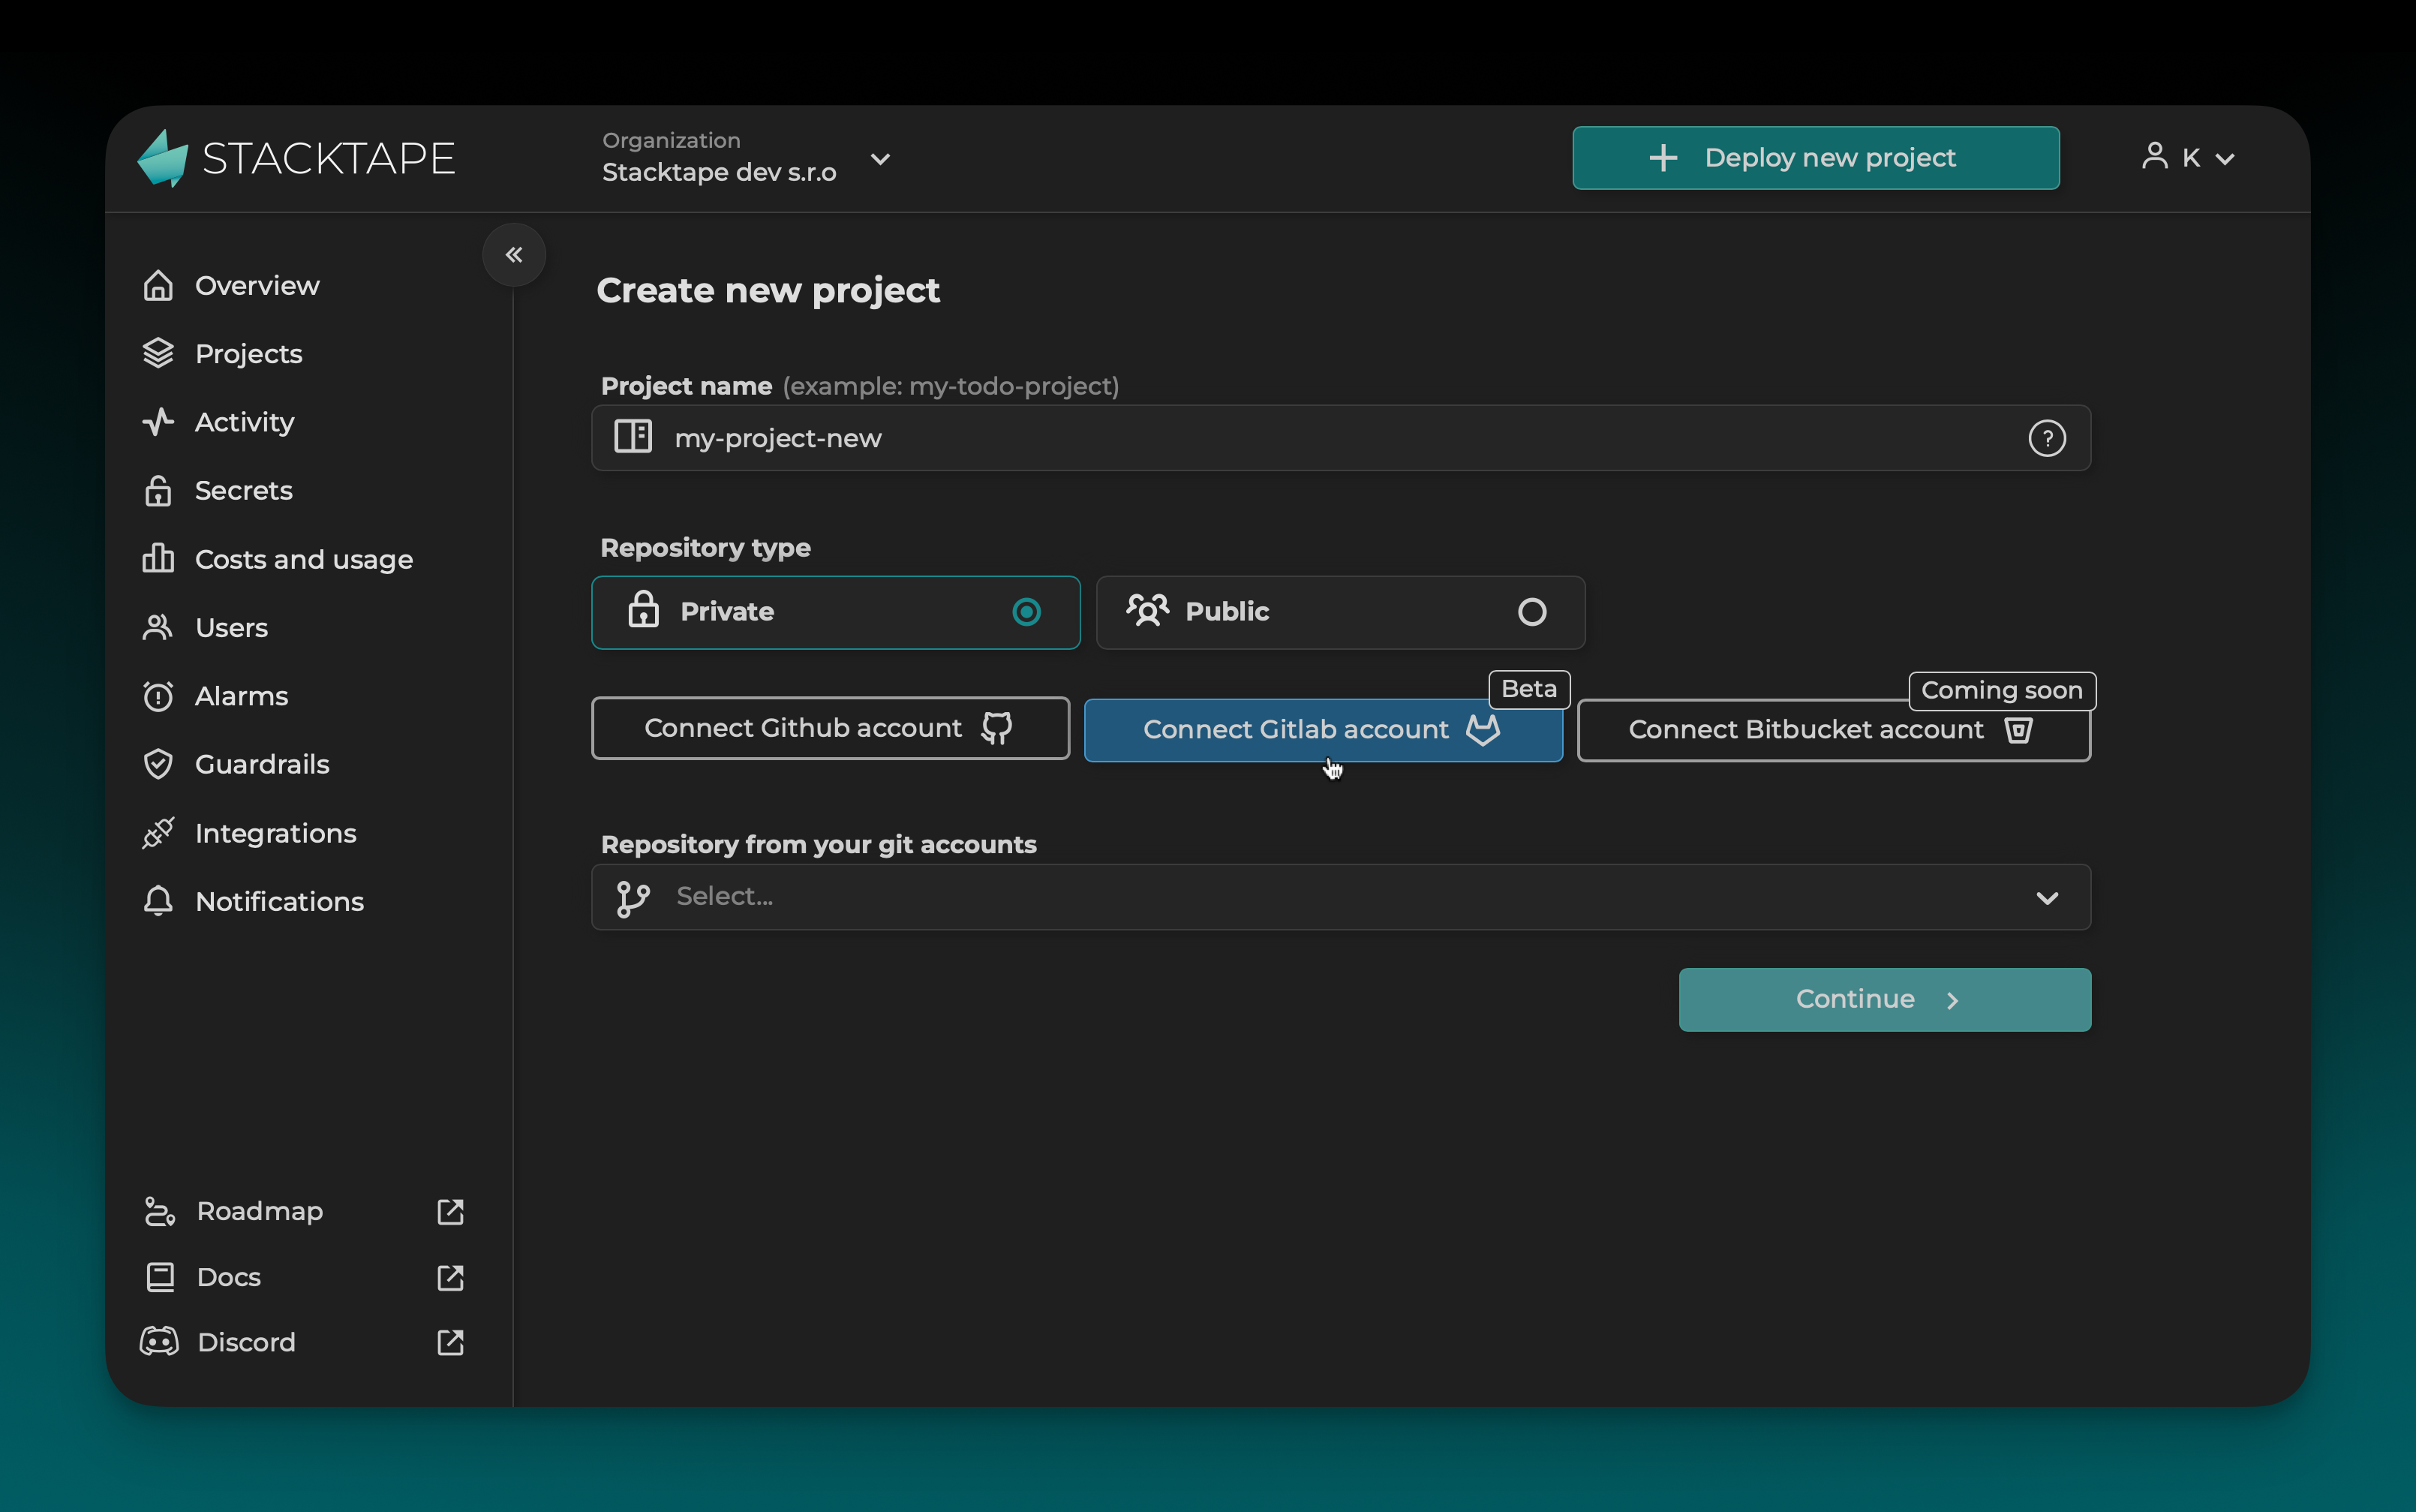 STACKTAPE
Organization
Stacktape dev s.r.o
Deploy new project
K
Overview
Projects
Activity
Secrets
Costs and usage
Users
Alarms
Guardrails
Integrations
Notifications
Roadmap
Docs
Discord
Create new project
Project name (example: my-todo-project)
my-project-new
?
Repository type
Private
Public
Connect Github account
Beta
Connect Gitlab account
Coming soon
Connect Bitbucket account
Repository from your git accounts
Select...
Continue